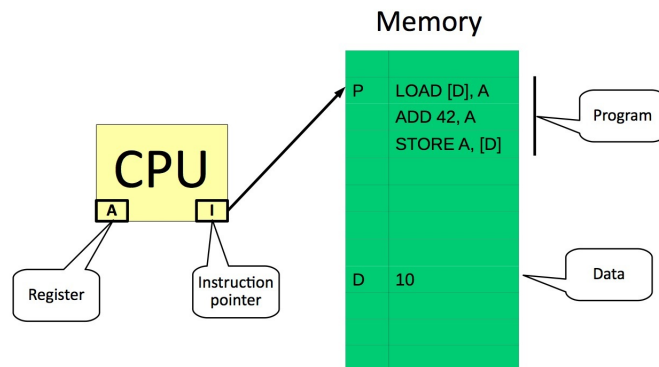 Memory
P LOAD [D], A
ADD 42, A
STORE A, [D]
Program
CPU
A I
Register
Instruction
pointer
D 10
Data